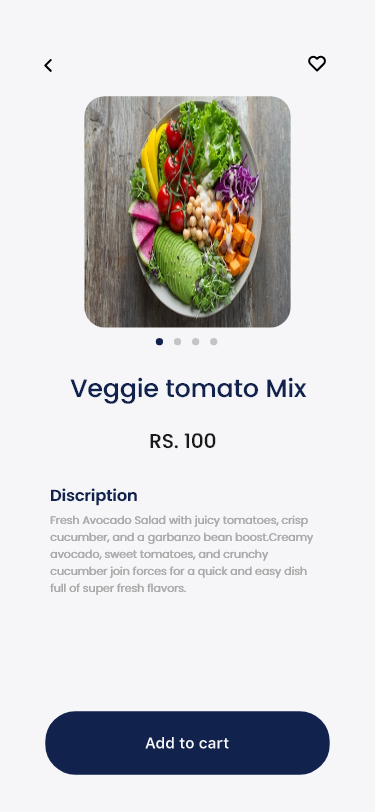 Veggie tomato Mix
RS. 100
Discription
Fresh Avocado Salad with juicy tomatoes, crisp
cucumber, and a garbanzo bean boost.Creamy
avocado, sweet tomatoes, and crunchy
cucumber join forces for a quick and easy dish
full of super fresh flavors.
Add to cart